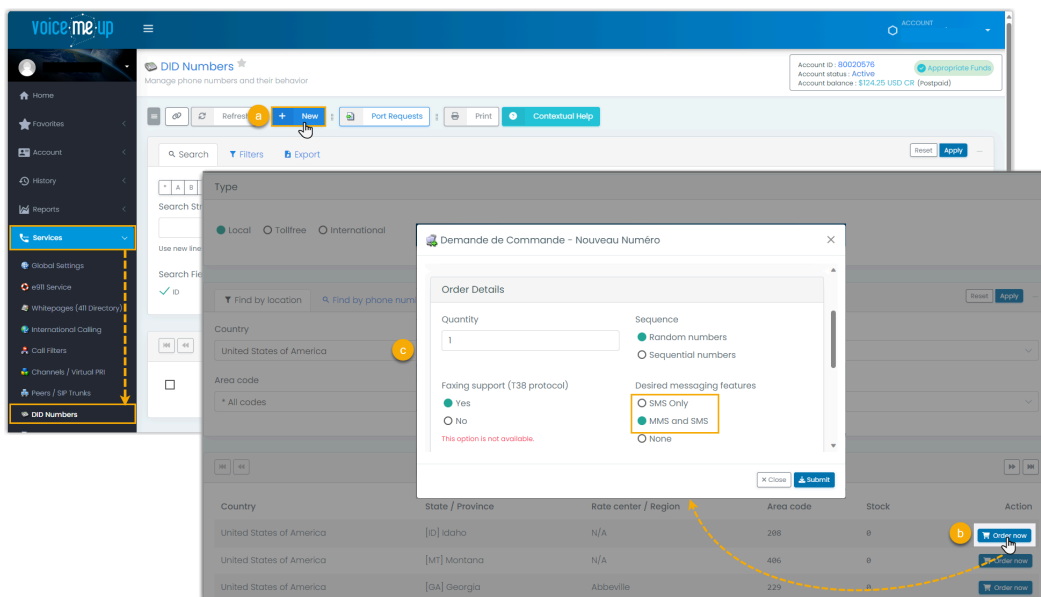 voice·me·up
ACCOUNT
DID Numbers
Manage phone numbers and their behavior
Account ID : 80020576
Account status : Active
Account balance : $124.25 USD CR (Postpaid)
Appropriate Funds
Home
Favorites
Account
History
Reports
Services
Global Settings
e911 Service
Whitepages (411 Directory)
International Calling
Call Filters
Channels / Virtual PRI
Peers / SIP Trunks
DID Numbers
Refresh
a
+ New
Port Requests
Print
Contextual Help
Search
Filters
Export
Reset
Apply
* A B
Search Str
Use new line
Search Fie
ID
Type
Local
Tollfree
International
Find by location
Find by phone num
Reset
Apply
Country
United States of America
Area code
* All codes
c
Demande de Commande - Nouveau Numéro
Order Details
Quantity
1
Sequence
Random numbers
Sequential numbers
Faxing support (T38 protocol)
Yes
No
This option is not available.
Desired messaging features
SMS Only
MMS and SMS
None
× Close
Submit
Country State / Province Rate center / Region Area code Stock Action
United States of America [ID] Idaho N/A 208 0 b Order now
United States of America [MT] Montana N/A 406 0 Order now
United States of America [GA] Georgia Abbeville 229 0 Order now